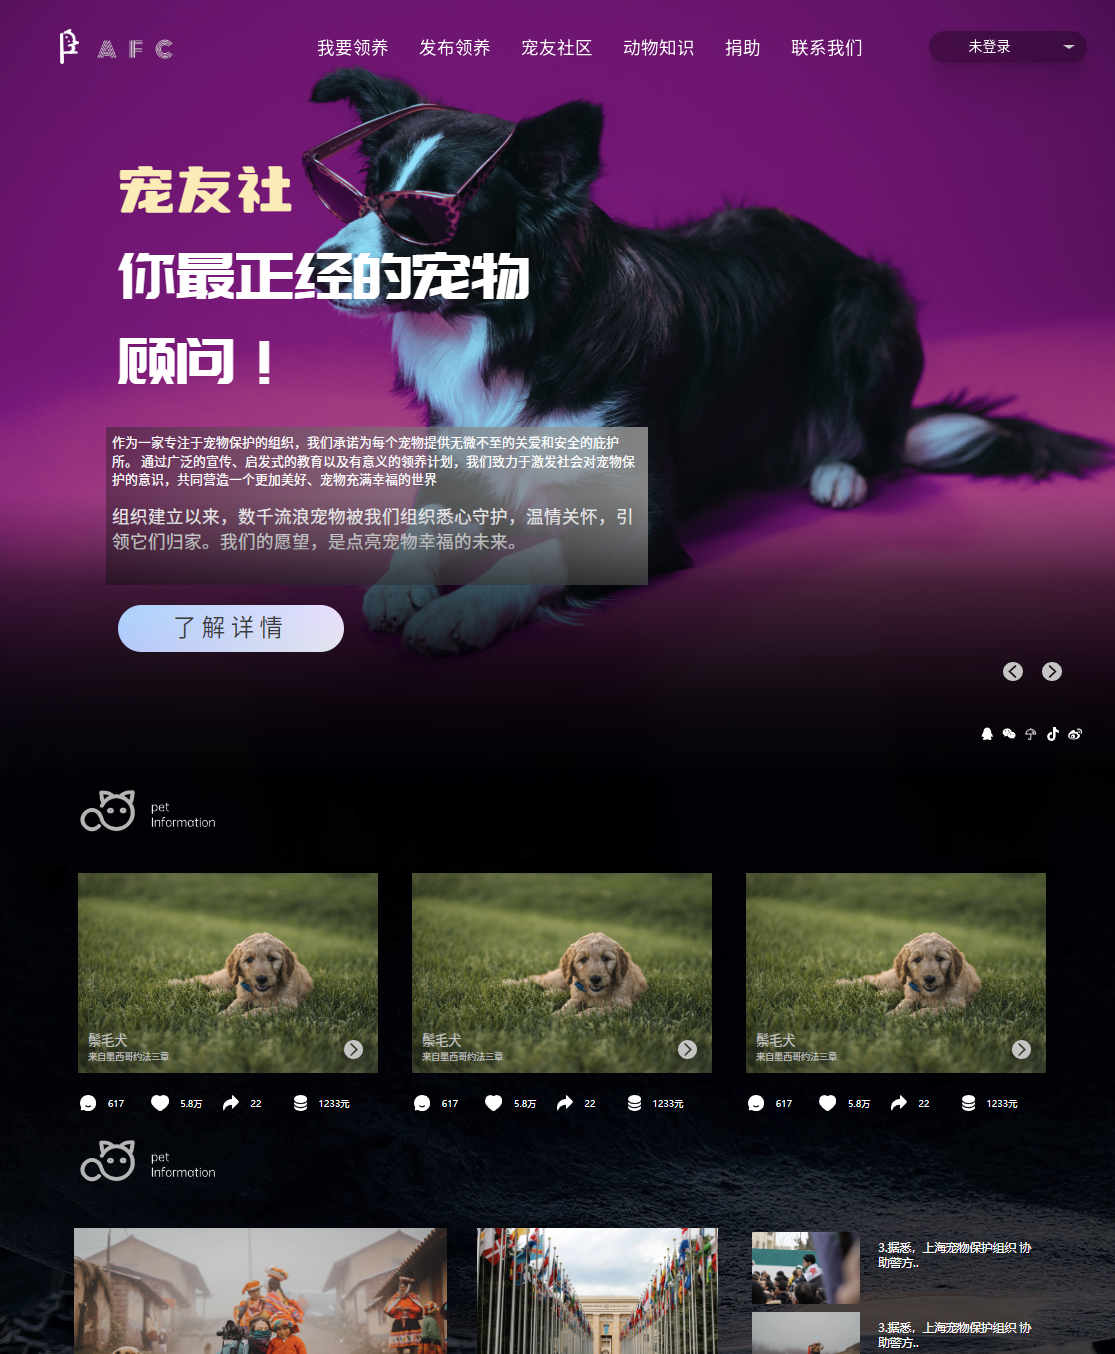 AFC
我要领养 发布领养 宠友社区 动物知识 捐助 联系我们 未登录
宠友社
你最正经的宠物
顾问！
作为一家专注于宠物保护的组织，我们承诺为每个宠物提供无微不至的关爱和安全的庇护
所。 通过广泛的宣传、启发式的教育以及有意义的领养计划，我们致力于激发社会对宠物保
护的意识，共同营造一个更加美好、宠物充满幸福的世界
组织建立以来，数千流浪宠物被我们组织悉心守护，温情关怀，引
领它们归家。我们的愿望，是点亮宠物幸福的未来。
了解详情
pet
Information
鬃毛犬
来自墨西哥约法三章
617 5.8万 22 1233元
鬃毛犬
来自墨西哥约法三章
617 5.8万 22 1233元
鬃毛犬
来自墨西哥约法三章
617 5.8万 22 1233元
pet
Information
3.据悉，上海宠物保护组织 协
助警方..
3.据悉，上海宠物保护组织 协
助警方..